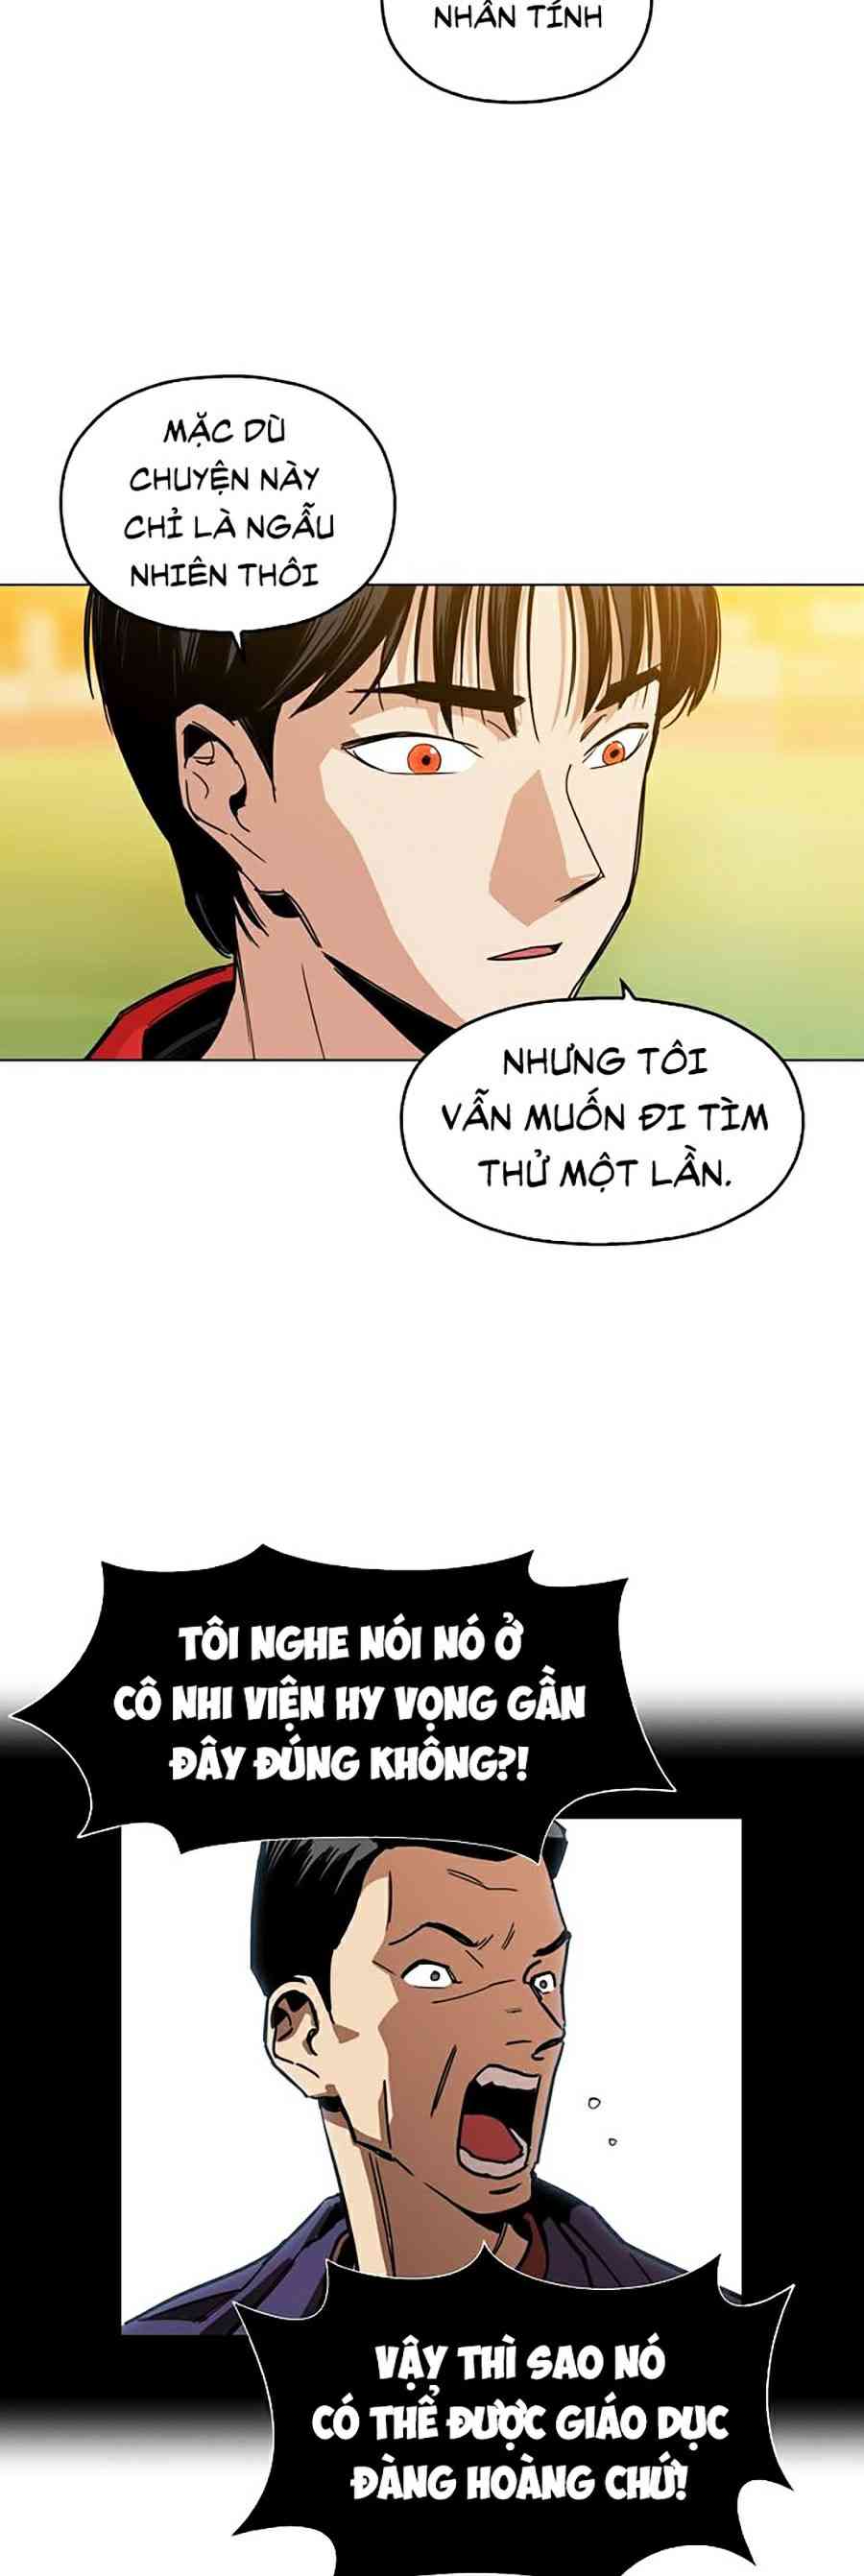 NHÂN TÍNH
MẶC DÙ
CHUYỆN NÀY
CHỈ LÀ NGẪU
NHIÊN THÔI
NHƯNG TÔI
VẪN MUỐN ĐI TÌM
THỬ MỘT LẦN.
TÔI NGHE NÓI NÓ Ở
CÔ NHI VIỆN HY VỌNG GẦN
ĐÂY ĐÚNG KHÔNG?!
VẬY THÌ SAO NÓ
CÓ THỂ ĐƯỢC GIÁO DỤC
ĐÀNG HOÀNG CHỨ!